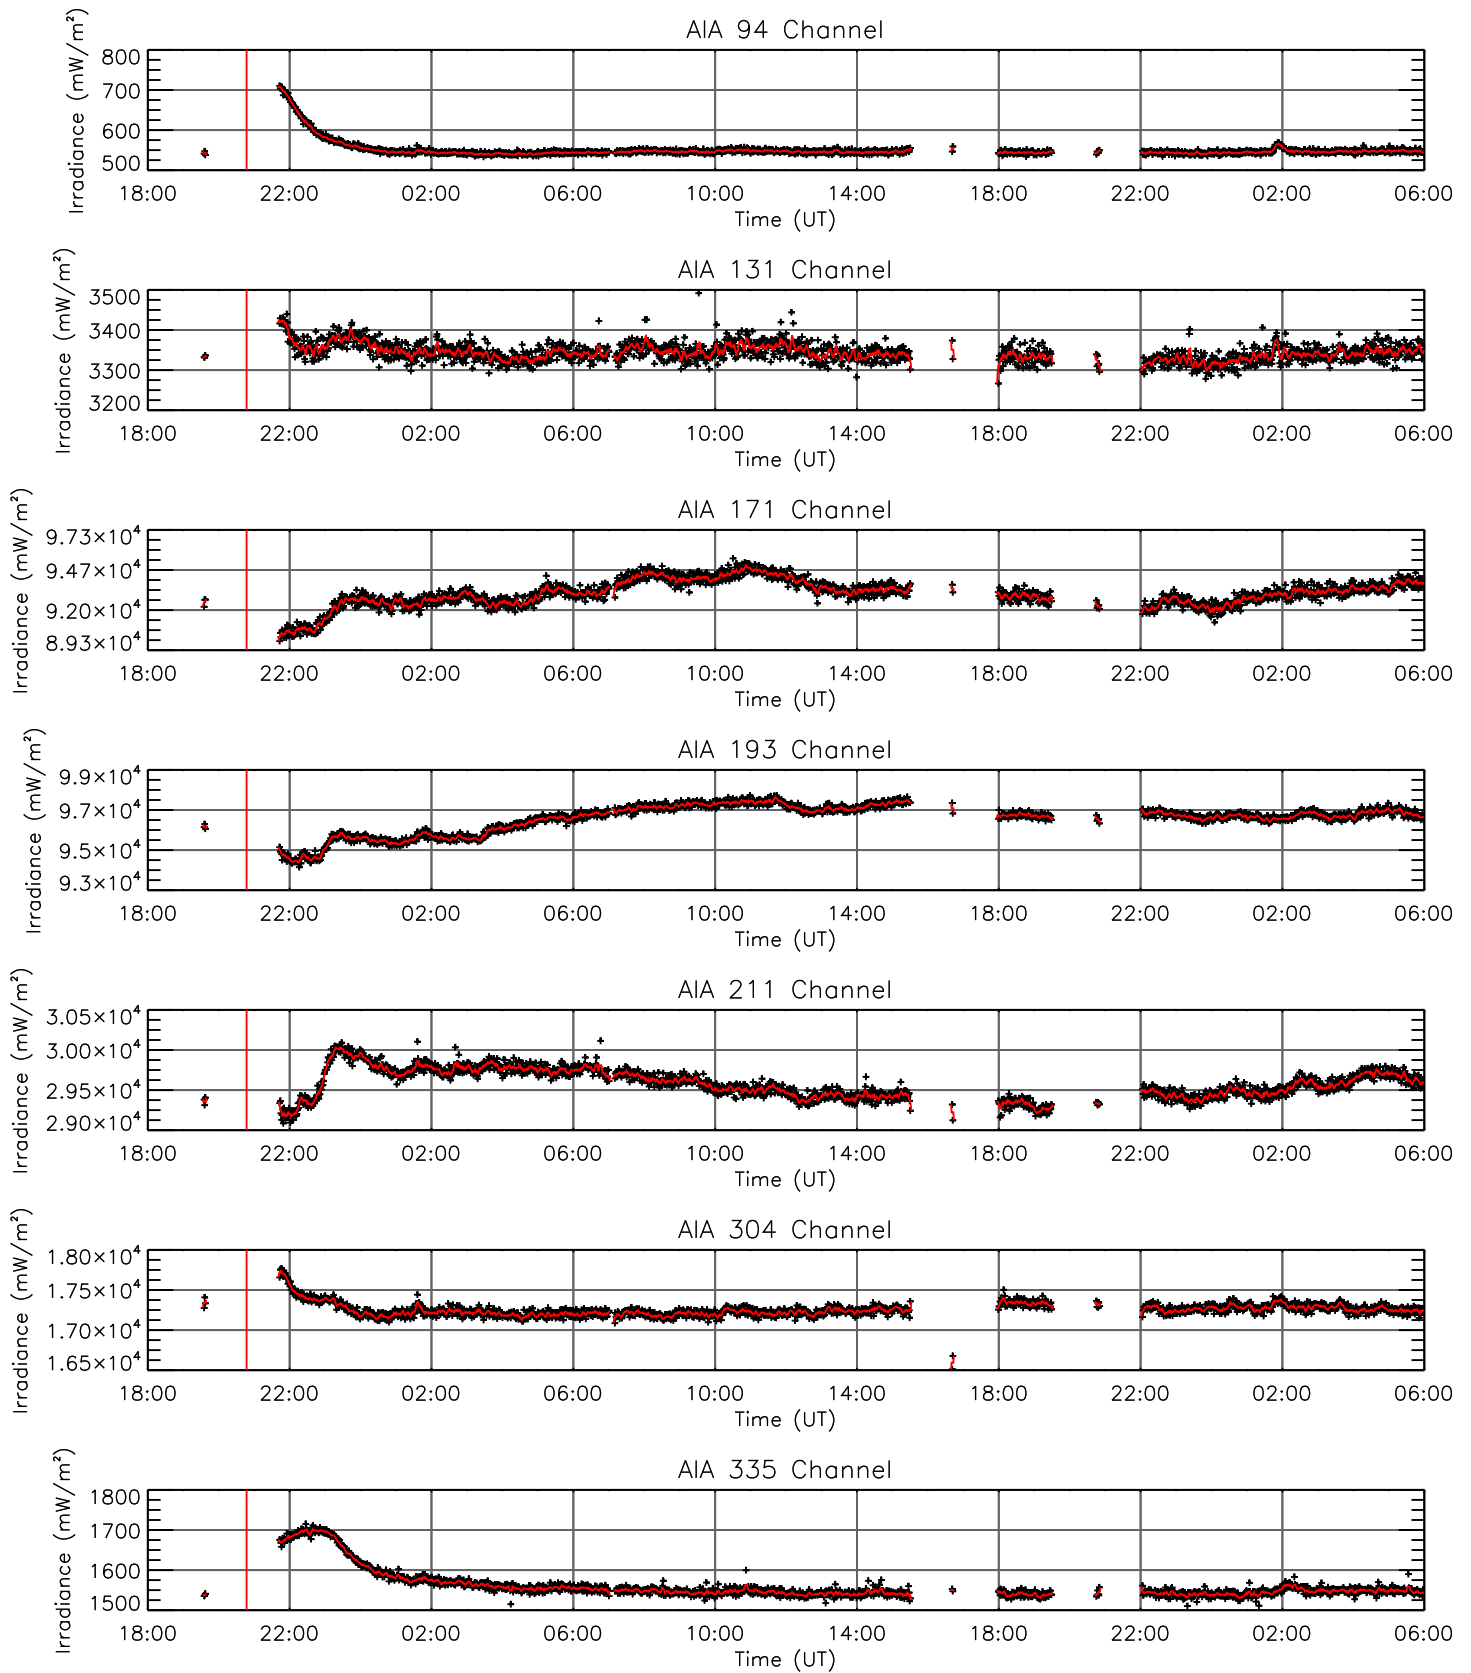 AIA 94 Channel
Irradiance (mW/m²)
800
700
600
500
18:00 22:00 02:00 06:00 10:00 14:00 18:00 22:00 02:00 06:00
Time (UT)
AIA 131 Channel
Irradiance (mW/m²)
3500
3400
3300
3200
18:00 22:00 02:00 06:00 10:00 14:00 18:00 22:00 02:00 06:00
Time (UT)
AIA 171 Channel
Irradiance (mW/m²)
9.73×10⁴
9.47×10⁴
9.20×10⁴
8.93×10⁴
18:00 22:00 02:00 06:00 10:00 14:00 18:00 22:00 02:00 06:00
Time (UT)
AIA 193 Channel
Irradiance (mW/m²)
9.9×10⁴
9.7×10⁴
9.5×10⁴
9.3×10⁴
18:00 22:00 02:00 06:00 10:00 14:00 18:00 22:00 02:00 06:00
Time (UT)
AIA 211 Channel
Irradiance (mW/m²)
3.05×10⁴
3.00×10⁴
2.95×10⁴
2.90×10⁴
18:00 22:00 02:00 06:00 10:00 14:00 18:00 22:00 02:00 06:00
Time (UT)
AIA 304 Channel
Irradiance (mW/m²)
1.80×10⁴
1.75×10⁴
1.70×10⁴
1.65×10⁴
18:00 22:00 02:00 06:00 10:00 14:00 18:00 22:00 02:00 06:00
Time (UT)
AIA 335 Channel
Irradiance (mW/m²)
1800
1700
1600
1500
18:00 22:00 02:00 06:00 10:00 14:00 18:00 22:00 02:00 06:00
Time (UT)